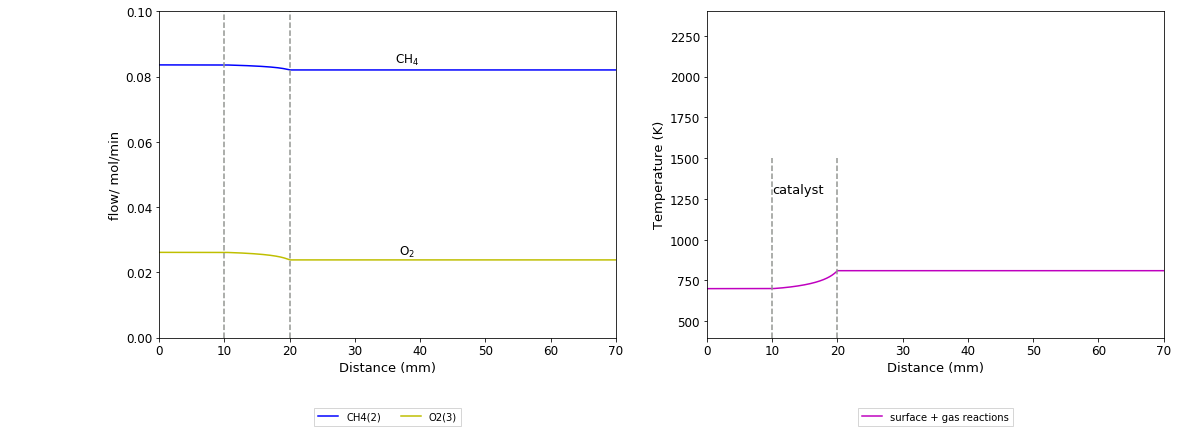 0.10
0.08
0.06
0.04
0.02
0.00
flow/ mol/min
CH4
O2
0 10 20 30 40 50 60 70
Distance (mm)
CH4(2) O2(3)
2250
2000
1750
1500
1250
1000
750
500
Temperature (K)
catalyst
0 10 20 30 40 50 60 70
Distance (mm)
surface + gas reactions